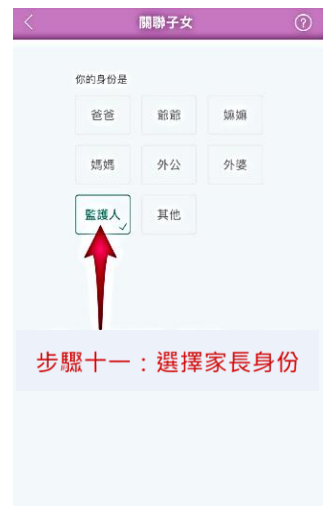 關聯子女
你的身份是
爸爸 爺爺 嫲嫲
媽媽 外公 外婆
監護人 其他
步驟十一：選擇家長身份